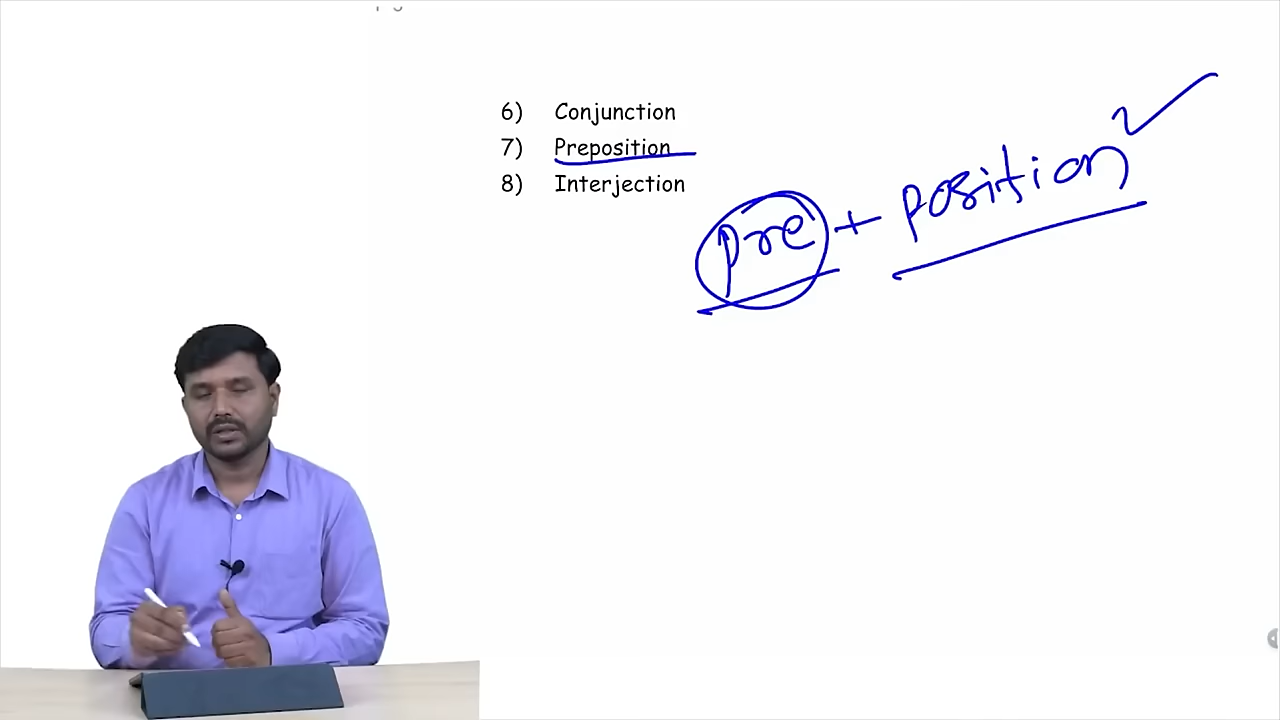 6) Conjunction
7) Preposition
8) Interjection
pre + position